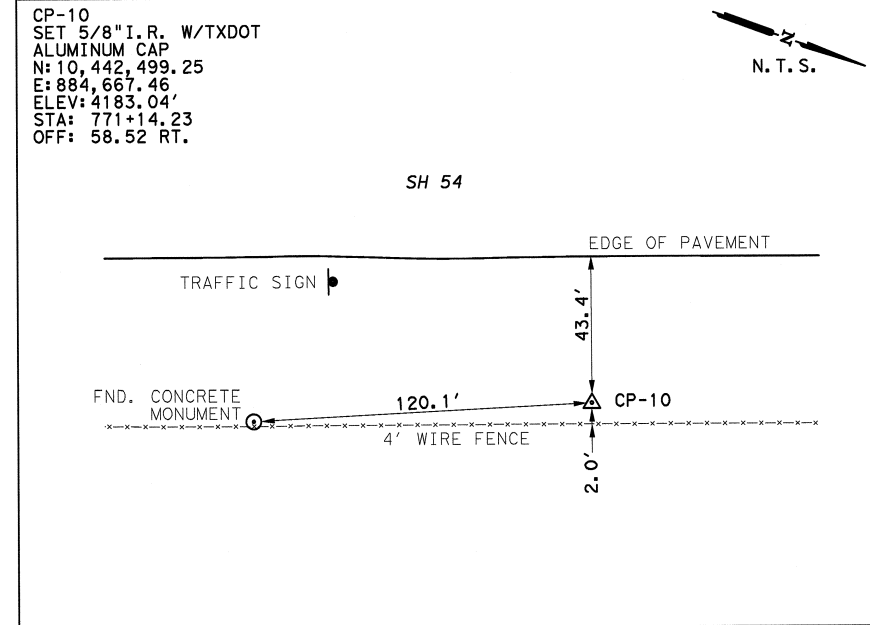 CP-10
SET 5/8"I.R. W/TXDOT
ALUMINUM CAP
N:10,442,499.25
E:884,667.46
ELEV:4183.04'
STA: 771+14.23
OFF: 58.52 RT.
N
N.T.S.
SH 54
EDGE OF PAVEMENT
TRAFFIC SIGN
43.4'
FND. CONCRETE
MONUMENT
120.1'
CP-10
4' WIRE FENCE
2.0'